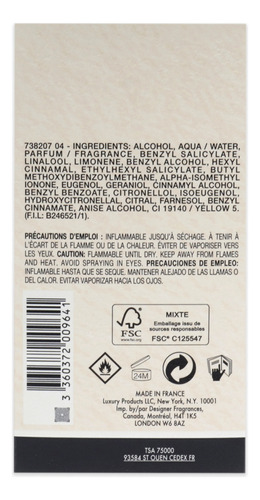 738207 04 - INGREDIENTS: ALCOHOL, AQUA / WATER,
PARFUM / FRAGRANCE, BENZYL SALICYLATE,
LINALOOL, LIMONENE, BENZYL ALCOHOL, HEXYL
CINNAMAL, ETHYLHEXYL SALICYLATE, BUTYL
METHOXYDIBENZOYLMETHANE, ALPHA-ISOMETHYL
IONONE, EUGENOL, GERANIOL, CINNAMYL ALCOHOL,
BENZYL BENZOATE, CITRONELLOL, ISOEUGENOL,
HYDROXYCITRONELLAL, CITRAL, FARNESOL, BENZYL
CINNAMATE, ANISE ALCOHOL, CI 19140 / YELLOW 5.
(F.I.L: B246521/1)
PRÉCAUTIONS D'EMPLOI : INFLAMMABLE JUSQU'À SÉCHAGE. À TENIR À
L'ÉCART DE LA FLAMME OU DE LA CHALEUR. ÉVITER DE VAPORISER VERS
LES YEUX. CAUTION: FLAMMABLE UNTIL DRY. KEEP AWAY FROM FLAMES
AND HEAT. AVOID SPRAYING IN EYES. PRECAUCIONES DE EMPLEO:
INFLAMABLE HASTA QUE SE SEQUE. MANTENER ALEJADO DE LAS LLAMAS O
DEL CALOR. EVITAR VAPORIZAR HACIA LOS OJOS.
3 360372 009641
FSC
www.fsc.org
MIXTE
Emballage issu de
sources responsables
FSC® C125547
24M
MADE IN FRANCE
Luxury Products LLC, New York, N.Y. 10001
Imp. by/par Designer Fragrances,
Canada, Montréal, H4T 1K5
LONDON W6 8AZ
TSA 75000
93584 ST OUEN CEDEX FR